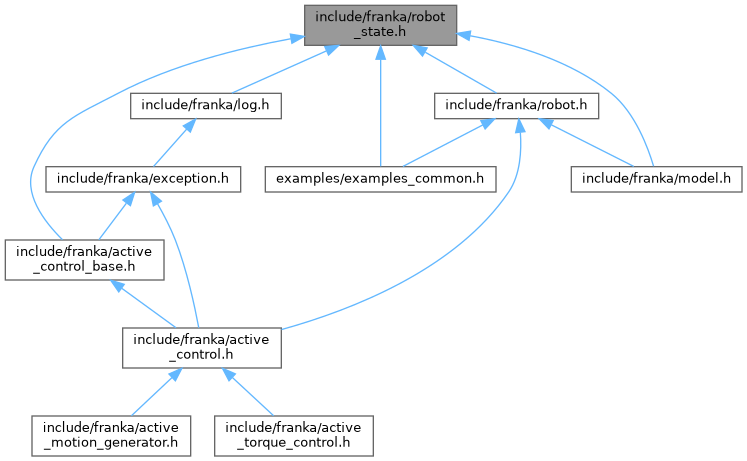 include/franka/robot
_state.h
include/franka/log.h
include/franka/robot.h
include/franka/exception.h
examples/examples_common.h
include/franka/model.h
include/franka/active
_control_base.h
include/franka/active
_control.h
include/franka/active
_motion_generator.h
include/franka/active
_torque_control.h